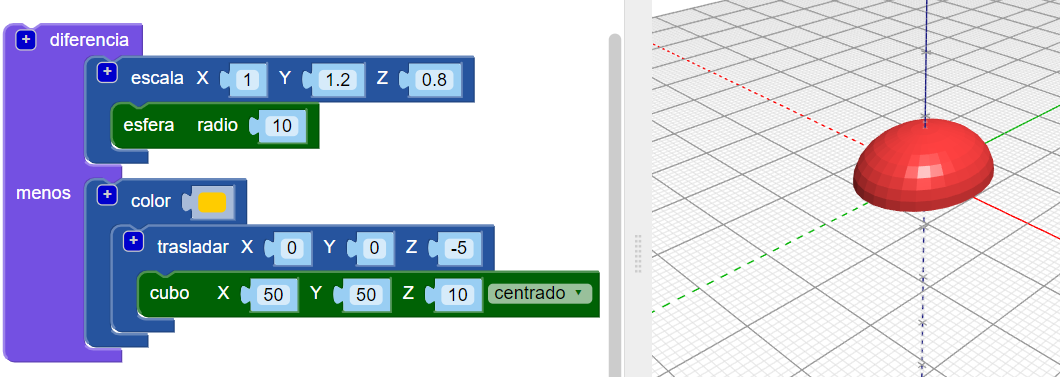 + diferencia
+ escala X 1 Y 1.2 Z 0.8
esfera radio 10
menos + color
+ trasladar X 0 Y 0 Z -5
cubo X 50 Y 50 Z 10 centrado ▾